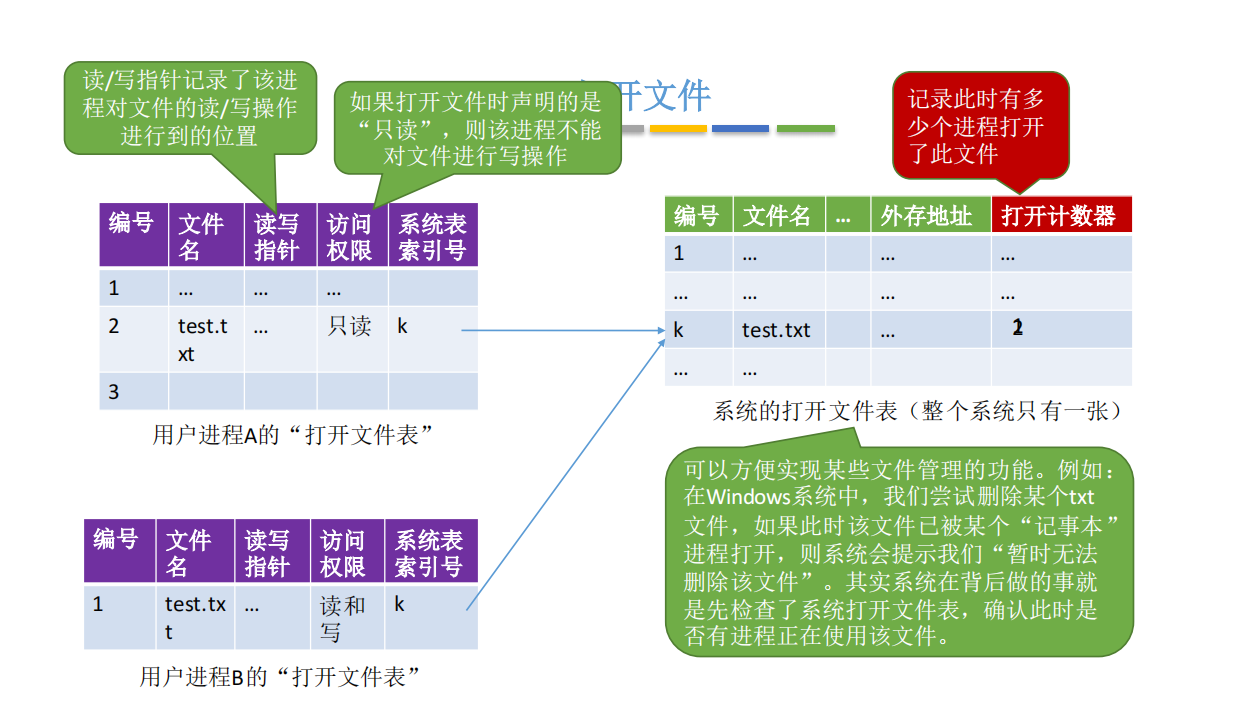 读/写指针记录了该进
程对文件的读/写操作
进行到的位置
如果打开文件时声明的是
“只读”，则该进程不能
对文件进行写操作
开文件
记录此时有多
少个进程打开
了此文件
编号 文件名 读写指针 访问权限 系统表索引号
1 … … …
2 test.txt … 只读 k
3
用户进程A的“打开文件表”
编号 文件名 … 外存地址 打开计数器
1 … … …
… … … …
k test.txt …
… …
系统的打开文件表（整个系统只有一张）
可以方便实现某些文件管理的功能。例如：
在Windows系统中，我们尝试删除某个txt
文件，如果此时该文件已被某个“记事本”
进程打开，则系统会提示我们“暂时无法
删除该文件”。其实系统在背后做的事就
是先检查了系统打开文件表，确认此时是
否有进程正在使用该文件。
编号 文件名 读写指针 访问权限 系统表索引号
1 test.txt … 读和写 k
用户进程B的“打开文件表”